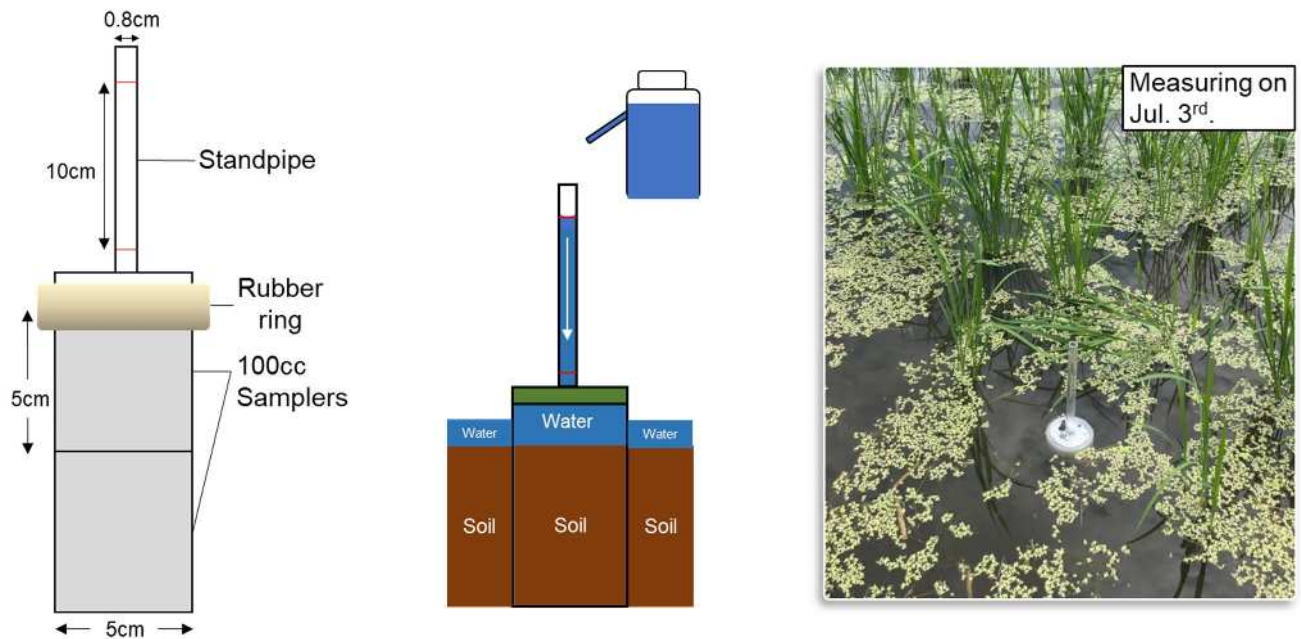 0.8cm
10cm
Standpipe
Rubber
ring
100cc
Samplers
5cm
5cm
Water
Water
Water
Soil
Soil
Soil
Measuring on
Jul. 3rd.